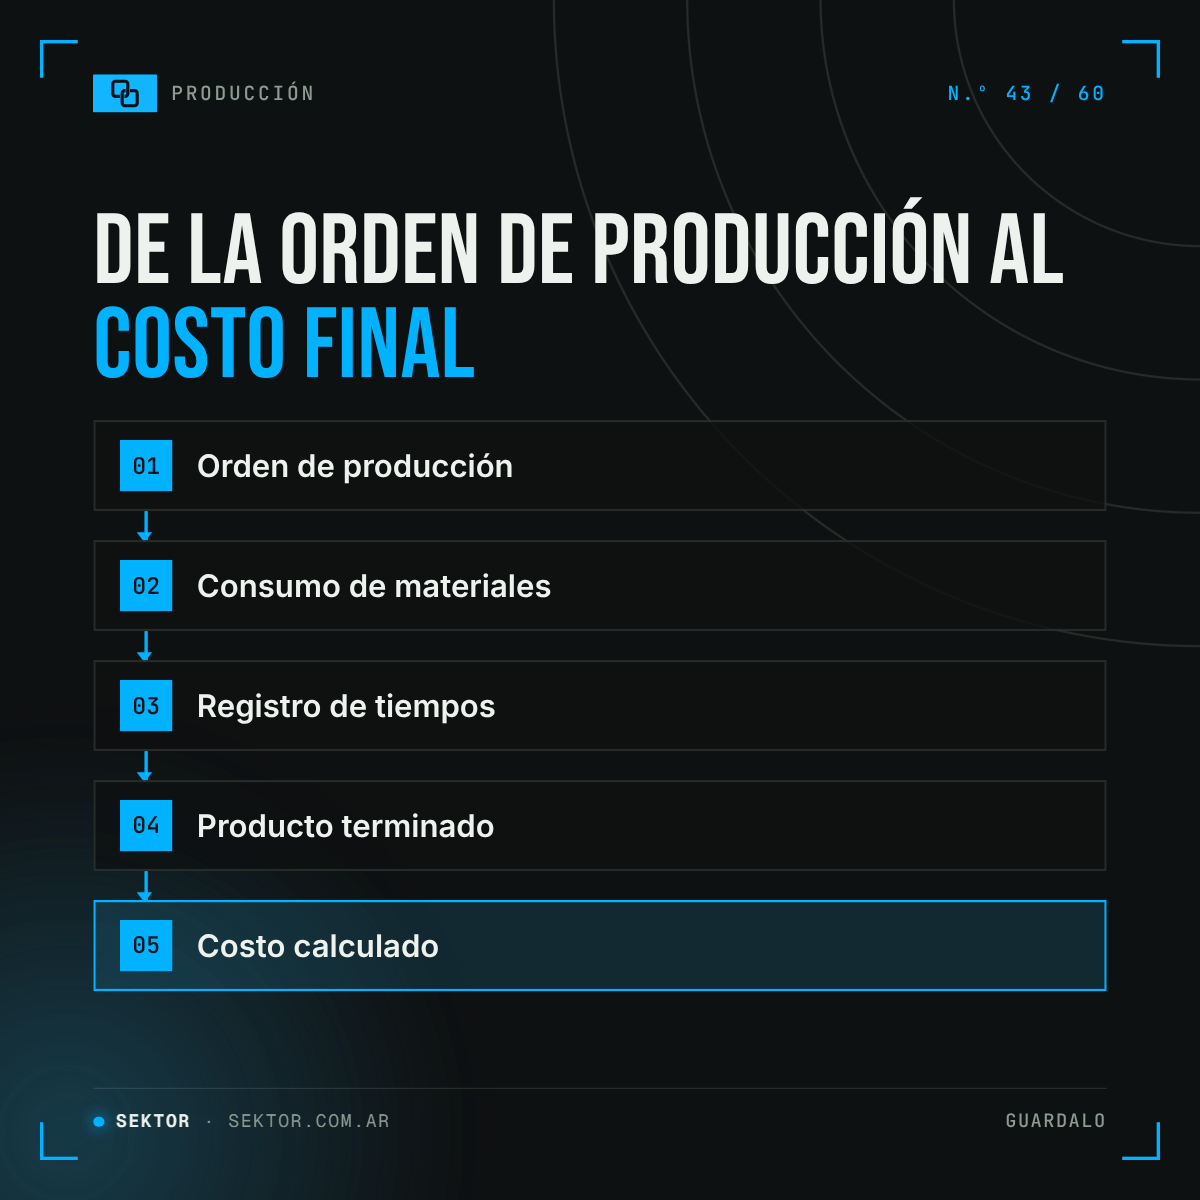 PRODUCCIÓN
N.° 43 / 60
DE LA ORDEN DE PRODUCCIÓN AL
COSTO FINAL
01 Orden de producción
02 Consumo de materiales
03 Registro de tiempos
04 Producto terminado
05 Costo calculado
SEKTOR · SEKTOR.COM.AR
GUARDALO